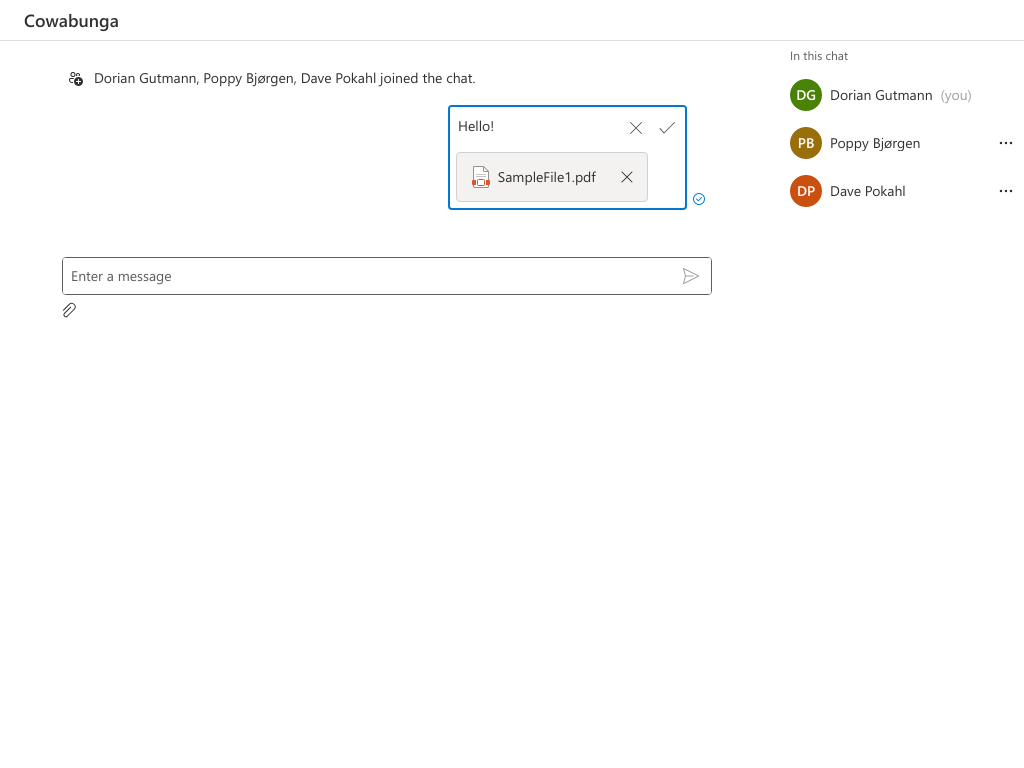 Cowabunga
Dorian Gutmann, Poppy Bjørgen, Dave Pokahl joined the chat.
Hello!
SampleFile1.pdf
Enter a message
In this chat
DG Dorian Gutmann (you)
PB Poppy Bjørgen
DP Dave Pokahl